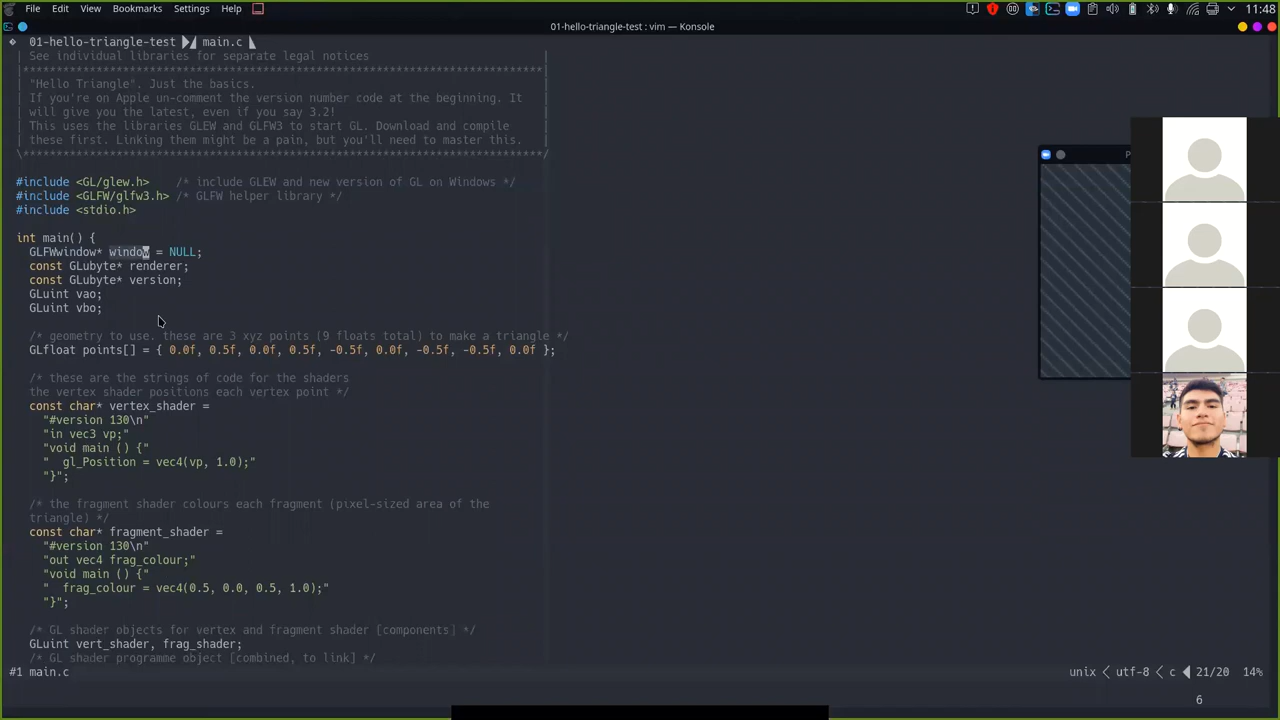 File Edit View Bookmarks Settings Help 11:48
01-hello-triangle-test : vim — Konsole
01-hello-triangle-test main.c
| See individual libraries for separate legal notices |
|******************************************************************************
| "Hello Triangle". Just the basics.
| If you're on Apple un-comment the version number code at the beginning. It
| will give you the latest, even if you say 3.2!
| This uses the libraries GLEW and GLFW3 to start GL. Download and compile
| these first. Linking them might be a pain, but you'll need to master this.
\******************************************************************************/
#include <GL/glew.h> /* include GLEW and new version of GL on Windows */
#include <GLFW/glfw3.h> /* GLFW helper library */
#include <stdio.h>
int main() {
GLFWwindow* window = NULL;
const GLubyte* renderer;
const GLubyte* version;
GLuint vao;
GLuint vbo;
/* geometry to use. these are 3 xyz points (9 floats total) to make a triangle */
GLfloat points[] = { 0.0f, 0.5f, 0.0f, 0.5f, -0.5f, 0.0f, -0.5f, -0.5f, 0.0f };
/* these are the strings of code for the shaders
the vertex shader positions each vertex point */
const char* vertex_shader =
"#version 130\n"
"in vec3 vp;"
"void main () {"
" gl_Position = vec4(vp, 1.0);"
"}";
/* the fragment shader colours each fragment (pixel-sized area of the
triangle) */
const char* fragment_shader =
"#version 130\n"
"out vec4 frag_colour;"
"void main () {"
" frag_colour = vec4(0.5, 0.0, 0.5, 1.0);"
"}";
/* GL shader objects for vertex and fragment shader [components] */
GLuint vert_shader, frag_shader;
/* GL shader programme object [combined, to link] */
#1 main.c unix < utf-8 < c 21/20 14%
6